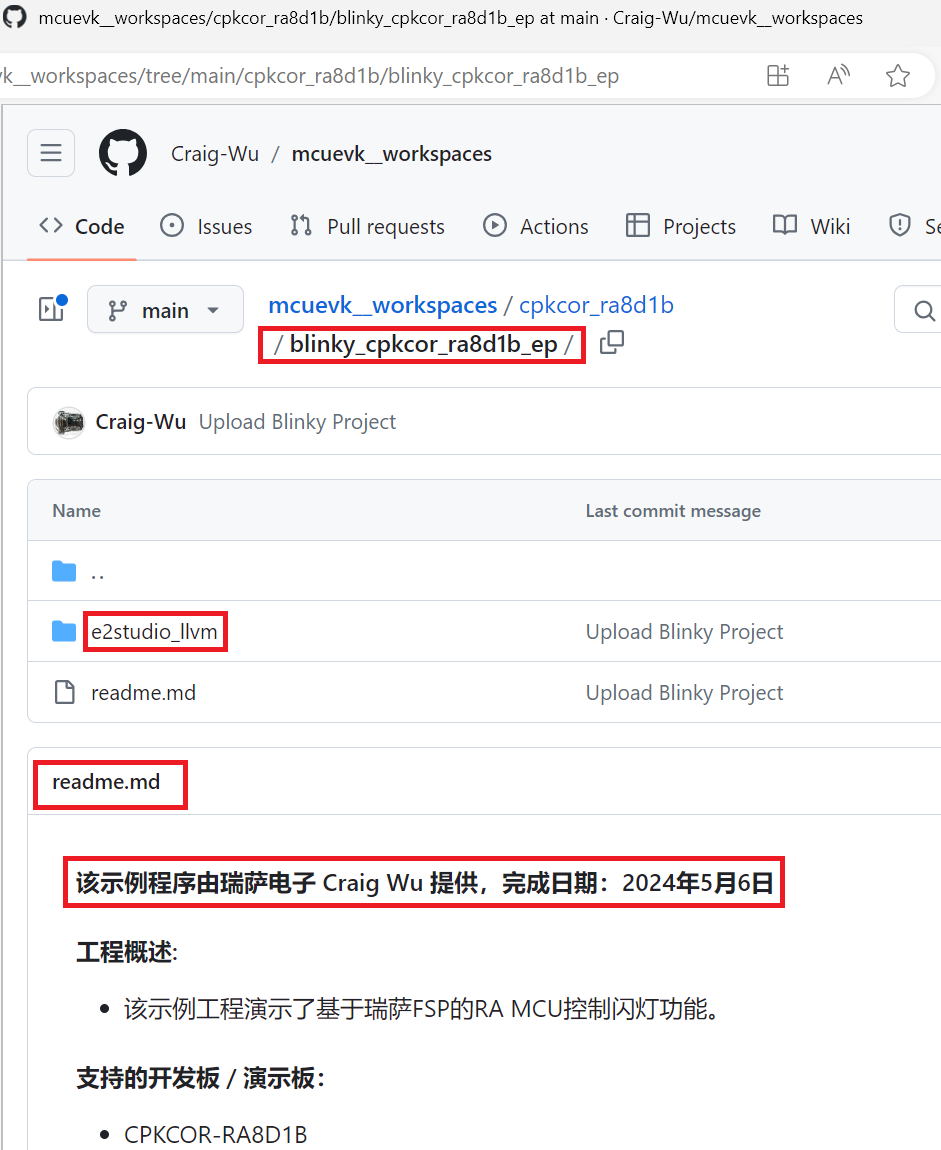 mcuevk__workspaces/cpkcor_ra8d1b/blinky_cpkcor_ra8d1b_ep at main · Craig-Wu/mcuevk__workspaces
k__workspaces/tree/main/cpkcor_ra8d1b/blinky_cpkcor_ra8d1b_ep
Craig-Wu / mcuevk__workspaces
Code Issues Pull requests Actions Projects Wiki Se
main mcuevk__workspaces / cpkcor_ra8d1b
/ blinky_cpkcor_ra8d1b_ep /
Craig-Wu Upload Blinky Project
Name Last commit message
..
e2studio_llvm Upload Blinky Project
readme.md Upload Blinky Project
readme.md
该示例程序由瑞萨电子 Craig Wu 提供，完成日期：2024年5月6日
工程概述:
• 该示例工程演示了基于瑞萨FSP的RA MCU控制闪灯功能。
支持的开发板 / 演示板：
• CPKCOR-RA8D1B